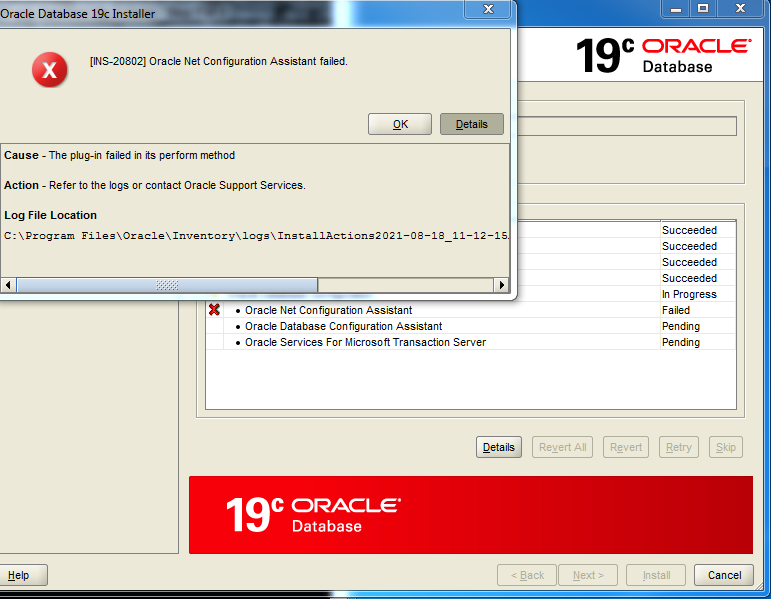 Oracle Database 19c Installer
[INS-20802] Oracle Net Configuration Assistant failed.
OK
Details
Cause - The plug-in failed in its perform method
Action - Refer to the logs or contact Oracle Support Services.
Log File Location
C:\Program Files\Oracle\Inventory\logs\InstallActions2021-08-18_11-12-15
19c ORACLE
Database
Succeeded
Succeeded
Succeeded
Succeeded
In Progress
Oracle Net Configuration Assistant Failed
Oracle Database Configuration Assistant Pending
Oracle Services For Microsoft Transaction Server Pending
Details
Revert All
Revert
Retry
Skip
19c ORACLE
Database
Help
< Back
Next >
Install
Cancel